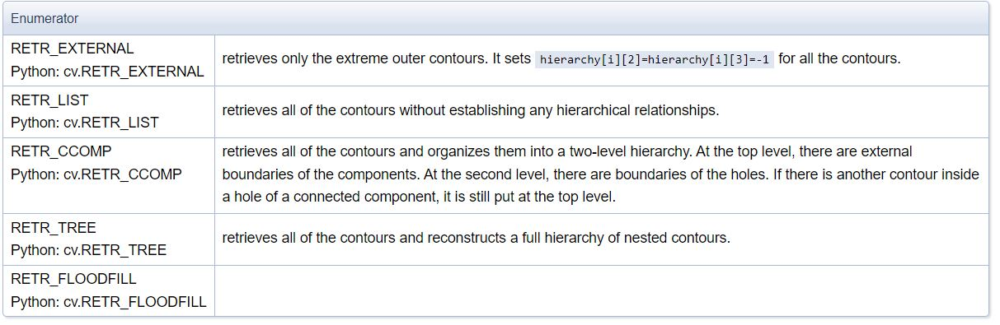 Enumerator
RETR_EXTERNAL
Python: cv.RETR_EXTERNAL
retrieves only the extreme outer contours. It sets hierarchy[i][2]=hierarchy[i][3]=-1 for all the contours.
RETR_LIST
Python: cv.RETR_LIST
retrieves all of the contours without establishing any hierarchical relationships.
RETR_CCOMP
Python: cv.RETR_CCOMP
retrieves all of the contours and organizes them into a two-level hierarchy. At the top level, there are external
boundaries of the components. At the second level, there are boundaries of the holes. If there is another contour inside
a hole of a connected component, it is still put at the top level.
RETR_TREE
Python: cv.RETR_TREE
retrieves all of the contours and reconstructs a full hierarchy of nested contours.
RETR_FLOODFILL
Python: cv.RETR_FLOODFILL